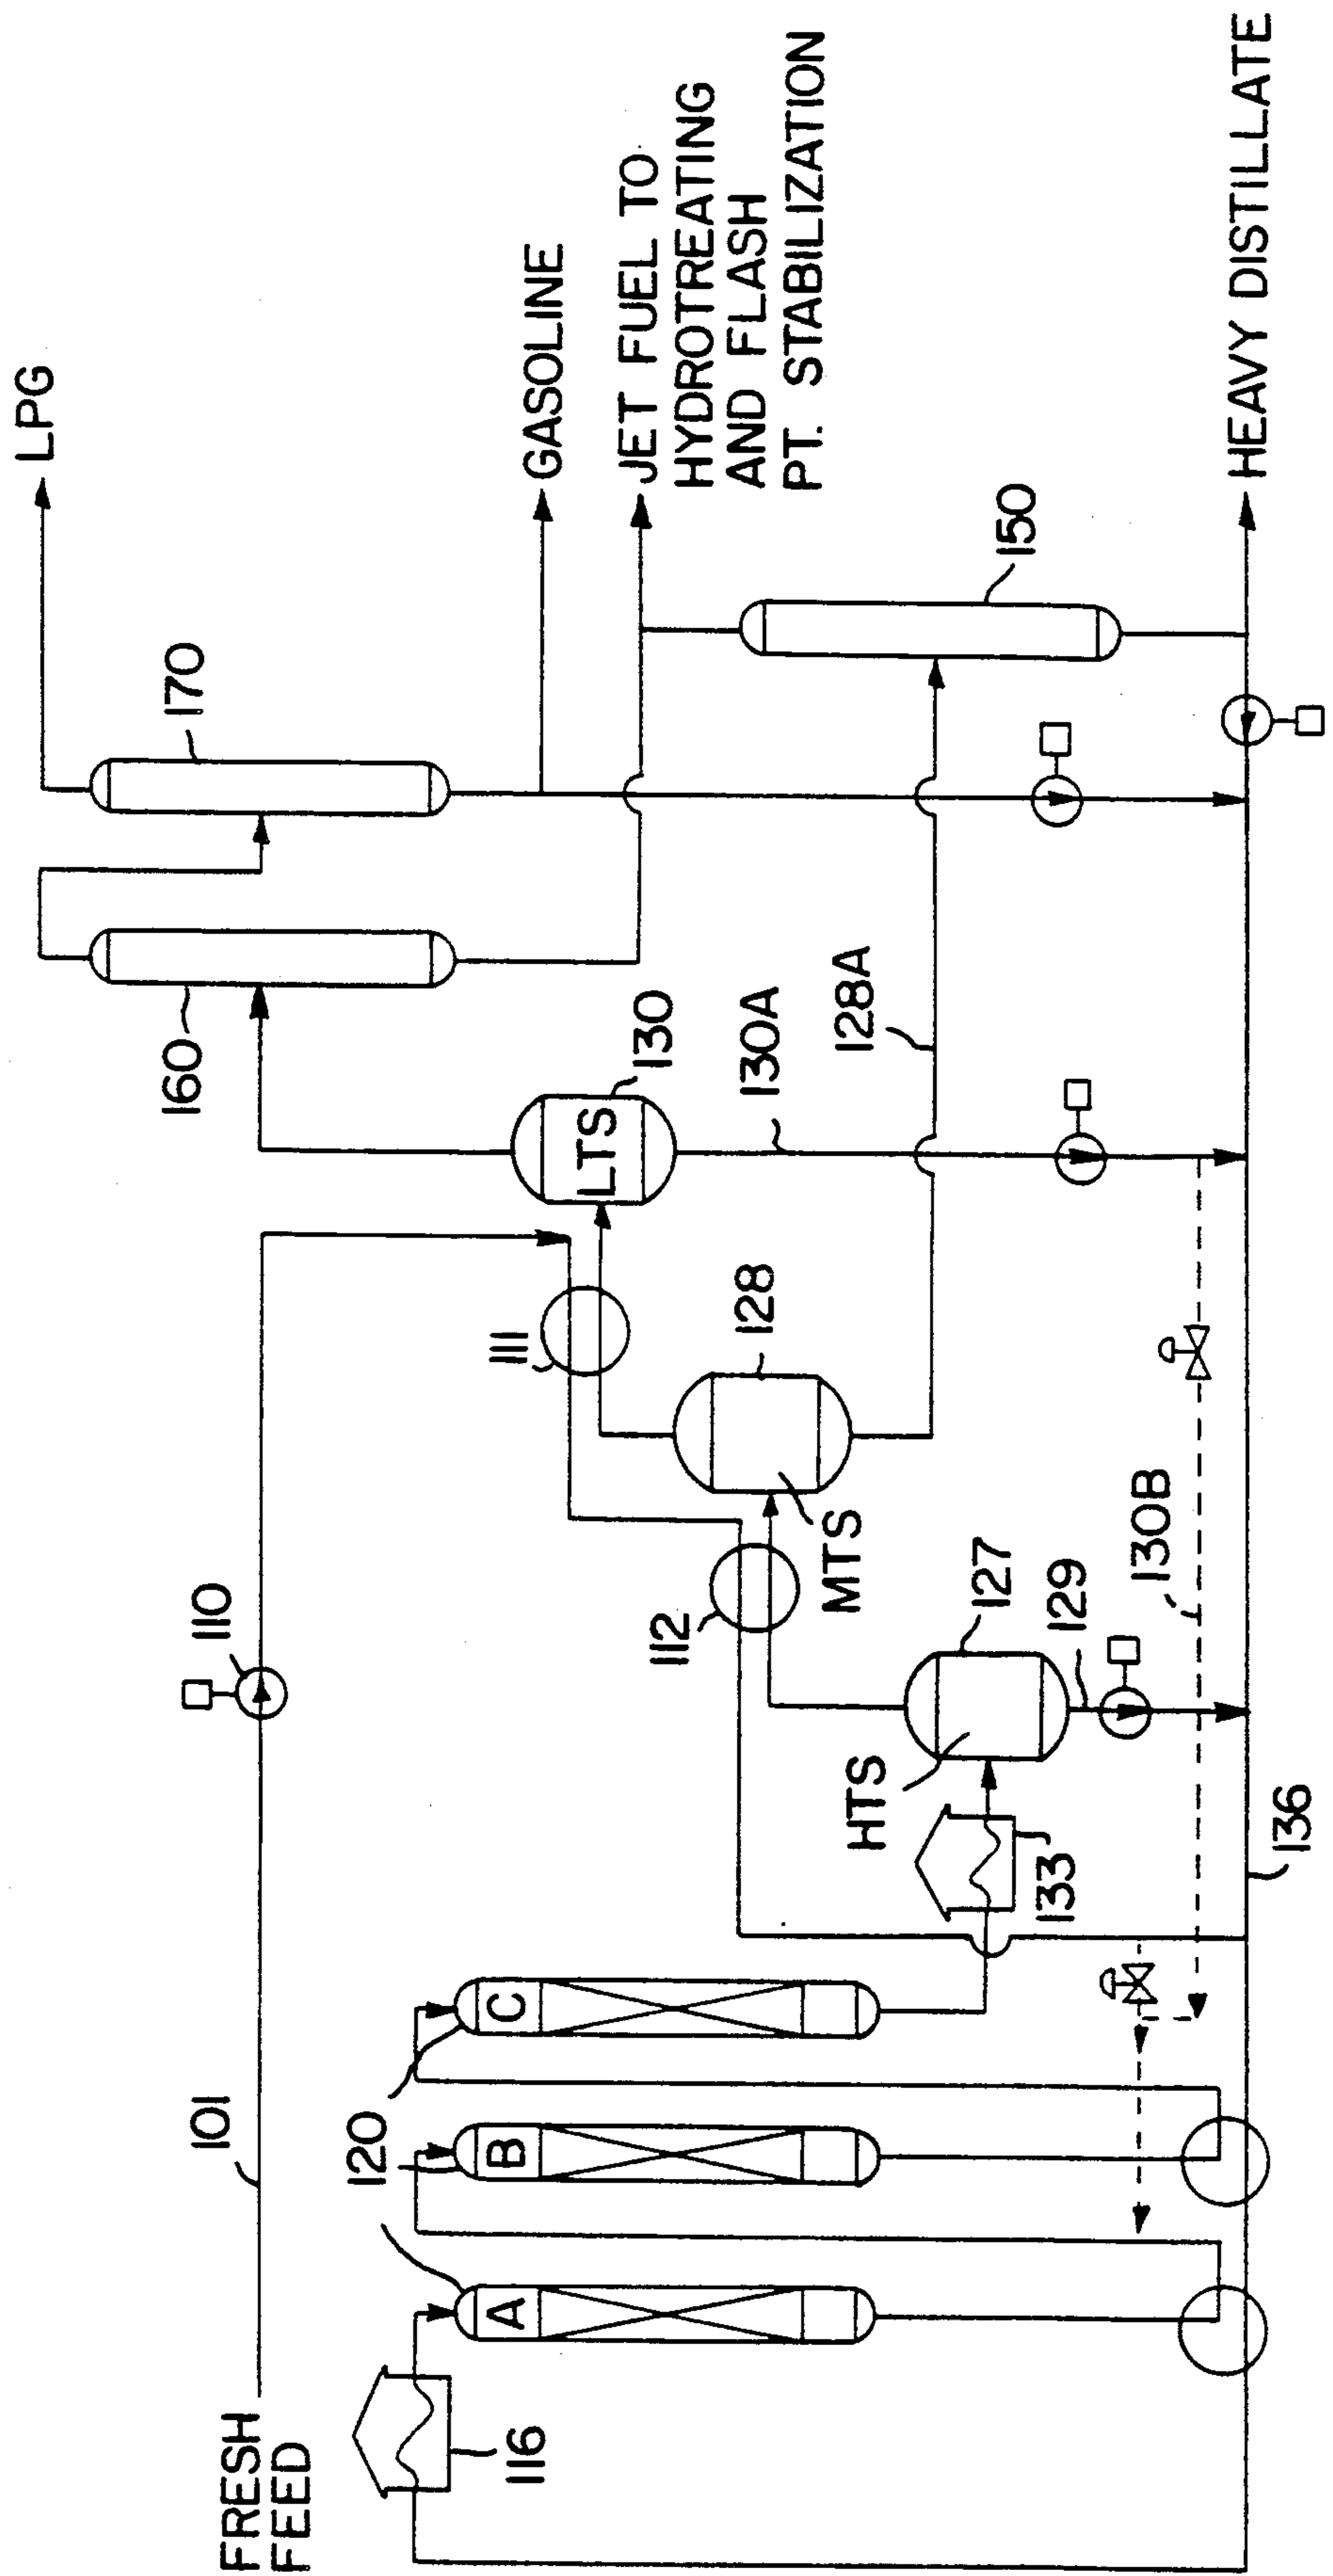 FRESH
FEED
101
110
116
120
A
B
C
133
HTS
127
129
112
MTS
128
111
LTS
130
130A
130B
128A
136
160
170
150
LPG
GASOLINE
JET FUEL TO
HYDROTREATING
AND FLASH
PT. STABILIZATION
HEAVY DISTILLATE